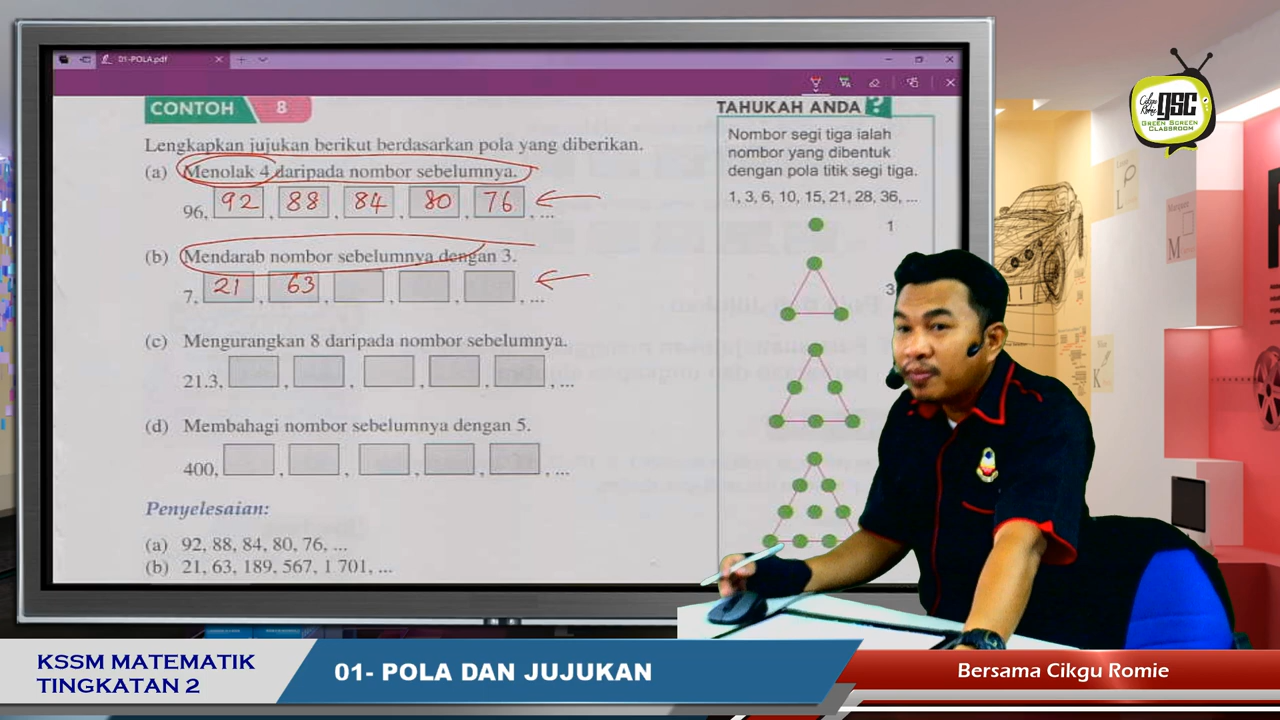 01-POLA.pdf
CONTOH 8
Lengkapkan jujukan berikut berdasarkan pola yang diberikan.
(a) Menolak 4 daripada nombor sebelumnya.
96, 92 , 88 , 84 , 80 , 76 , ...
(b) Mendarab nombor sebelumnya dengan 3.
7, 21 , 63 , , , , ...
(c) Mengurangkan 8 daripada nombor sebelumnya.
21.3, , , , , , ...
(d) Membahagi nombor sebelumnya dengan 5.
400, , , , , , ...
Penyelesaian:
(a) 92, 88, 84, 80, 76, ...
(b) 21, 63, 189, 567, 1 701, ...
TAHUKAH ANDA ?
Nombor segi tiga ialah
nombor yang dibentuk
dengan pola titik segi tiga.
1, 3, 6, 10, 15, 21, 28, 36, ...
1
3
Cikgu Romie GSC
GREEN SCREEN
CLASSROOM
L
M
K
KSSM MATEMATIK
TINGKATAN 2
01- POLA DAN JUJUKAN
Bersama Cikgu Romie